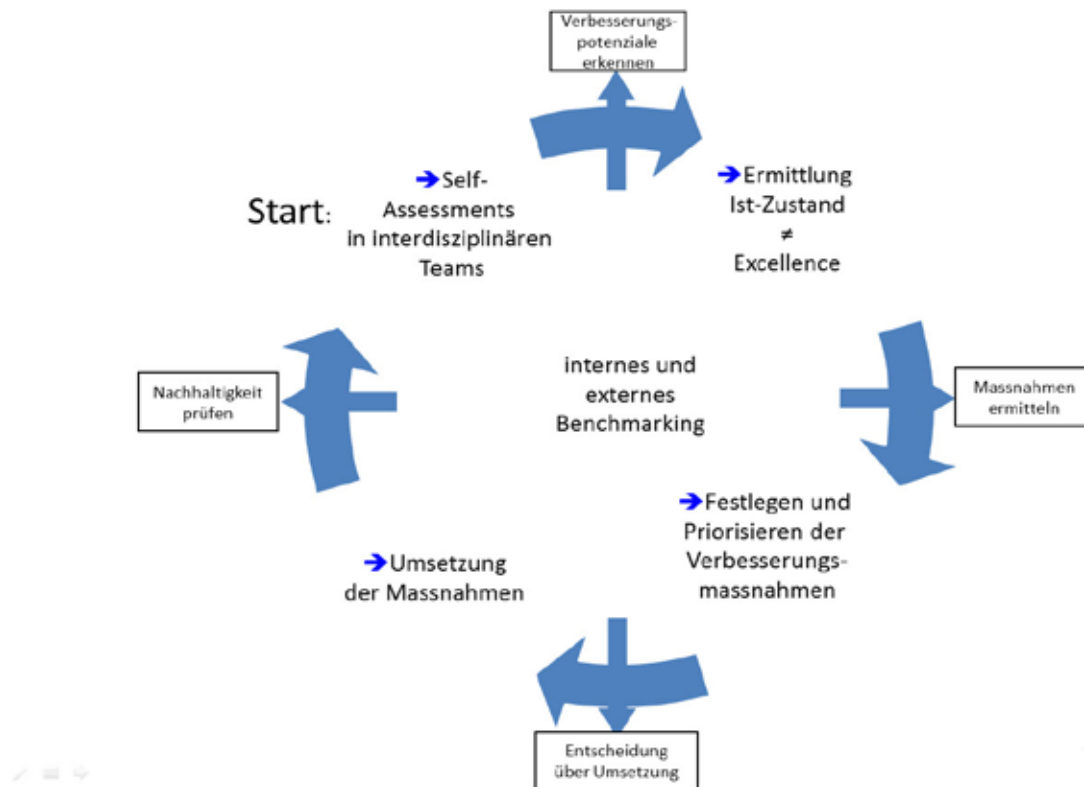 Verbesserungs-
potenziale
erkennen
Start:
➔Self-
Assessments
in interdisziplinären
Teams
➔Ermittlung
Ist-Zustand
≠
Excellence
Nachhaltigkeit
prüfen
internes und
externes
Benchmarking
Massnahmen
ermitteln
➔Festlegen und
Priorisieren der
Verbesserungs-
massnahmen
➔Umsetzung
der Massnahmen
Entscheidung
über Umsetzung